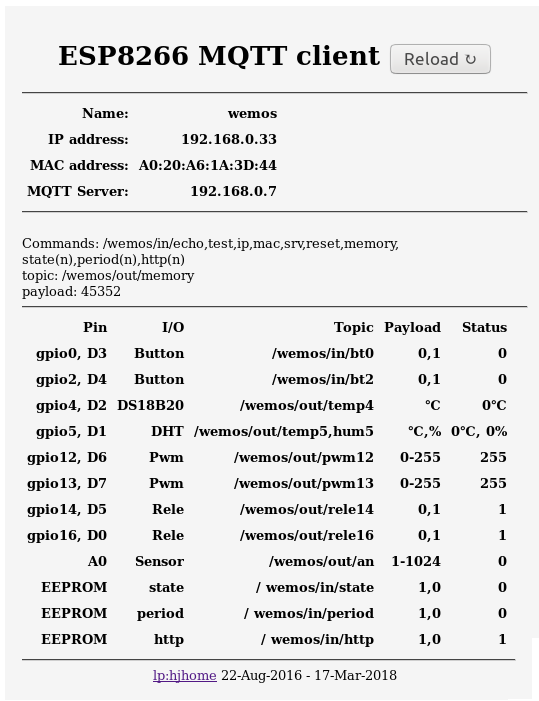 ESP8266 MQTT client Reload ↻
Name: wemos
IP address: 192.168.0.33
MAC address: A0:20:A6:1A:3D:44
MQTT Server: 192.168.0.7
Commands: /wemos/in/echo,test,ip,mac,srv,reset,memory,
state(n),period(n),http(n)
topic: /wemos/out/memory
payload: 45352
Pin I/O Topic Payload Status
gpio0, D3 Button /wemos/in/bt0 0,1 0
gpio2, D4 Button /wemos/in/bt2 0,1 0
gpio4, D2 DS18B20 /wemos/out/temp4 °C 0°C
gpio5, D1 DHT /wemos/out/temp5,hum5 °C,% 0°C, 0%
gpio12, D6 Pwm /wemos/out/pwm12 0-255 255
gpio13, D7 Pwm /wemos/out/pwm13 0-255 255
gpio14, D5 Rele /wemos/out/rele14 0,1 1
gpio16, D0 Rele /wemos/out/rele16 0,1 1
A0 Sensor /wemos/out/an 1-1024 0
EEPROM state / wemos/in/state 1,0 0
EEPROM period / wemos/in/period 1,0 0
EEPROM http / wemos/in/http 1,0 1
lp:hjhome 22-Aug-2016 - 17-Mar-2018